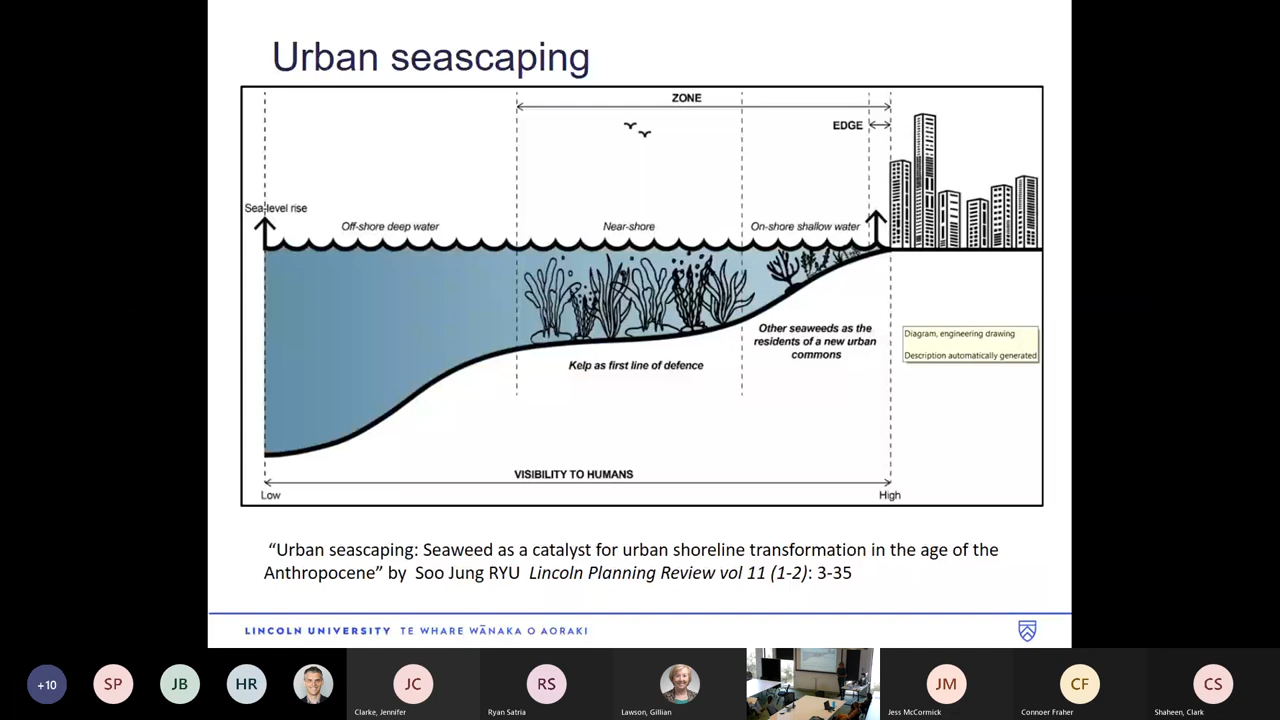 Urban seascaping
ZONE
EDGE
Sea-level rise
Off-shore deep water
Near-shore
On-shore shallow water
Other seaweeds as the
residents of a new urban
commons
Diagram, engineering drawing
Description automatically generated
Kelp as first line of defence
VISIBILITY TO HUMANS
Low
High
“Urban seascaping: Seaweed as a catalyst for urban shoreline transformation in the age of the
Anthropocene” by Soo Jung RYU Lincoln Planning Review vol 11 (1-2): 3-35
LINCOLN UNIVERSITY TE WHARE WĀNAKA O AORAKI
+10
SP
JB
HR
JC
RS
JM
CF
CS
Clarke, Jennifer
Ryan Satria
Lawson, Gillian
Jess McCormick
Connoer Fraher
Shaheen, Clark